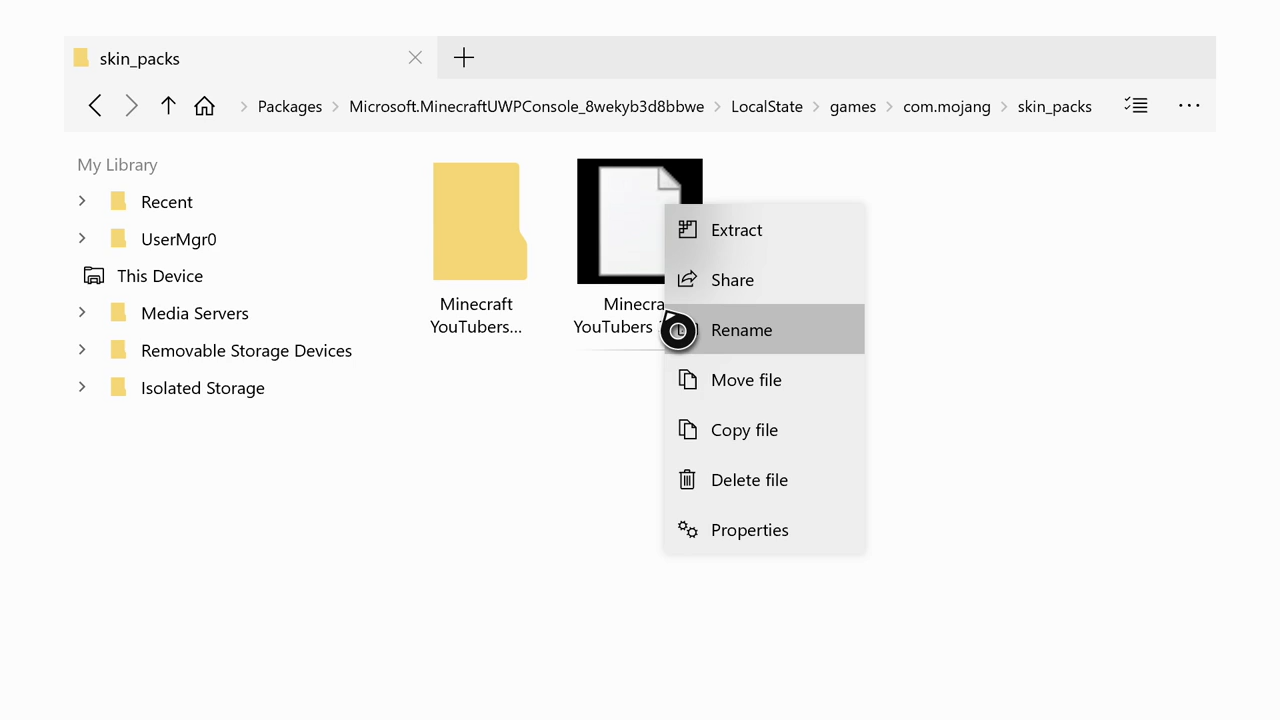 skin_packs
Packages Microsoft.MinecraftUWPConsole_8wekyb3d8bbwe LocalState games com.mojang skin_packs
My Library
Recent
UserMgr0
This Device
Media Servers
Removable Storage Devices
Isolated Storage
Minecraft
YouTubers...
Minecra
YouTubers
Extract
Share
Rename
Move file
Copy file
Delete file
Properties